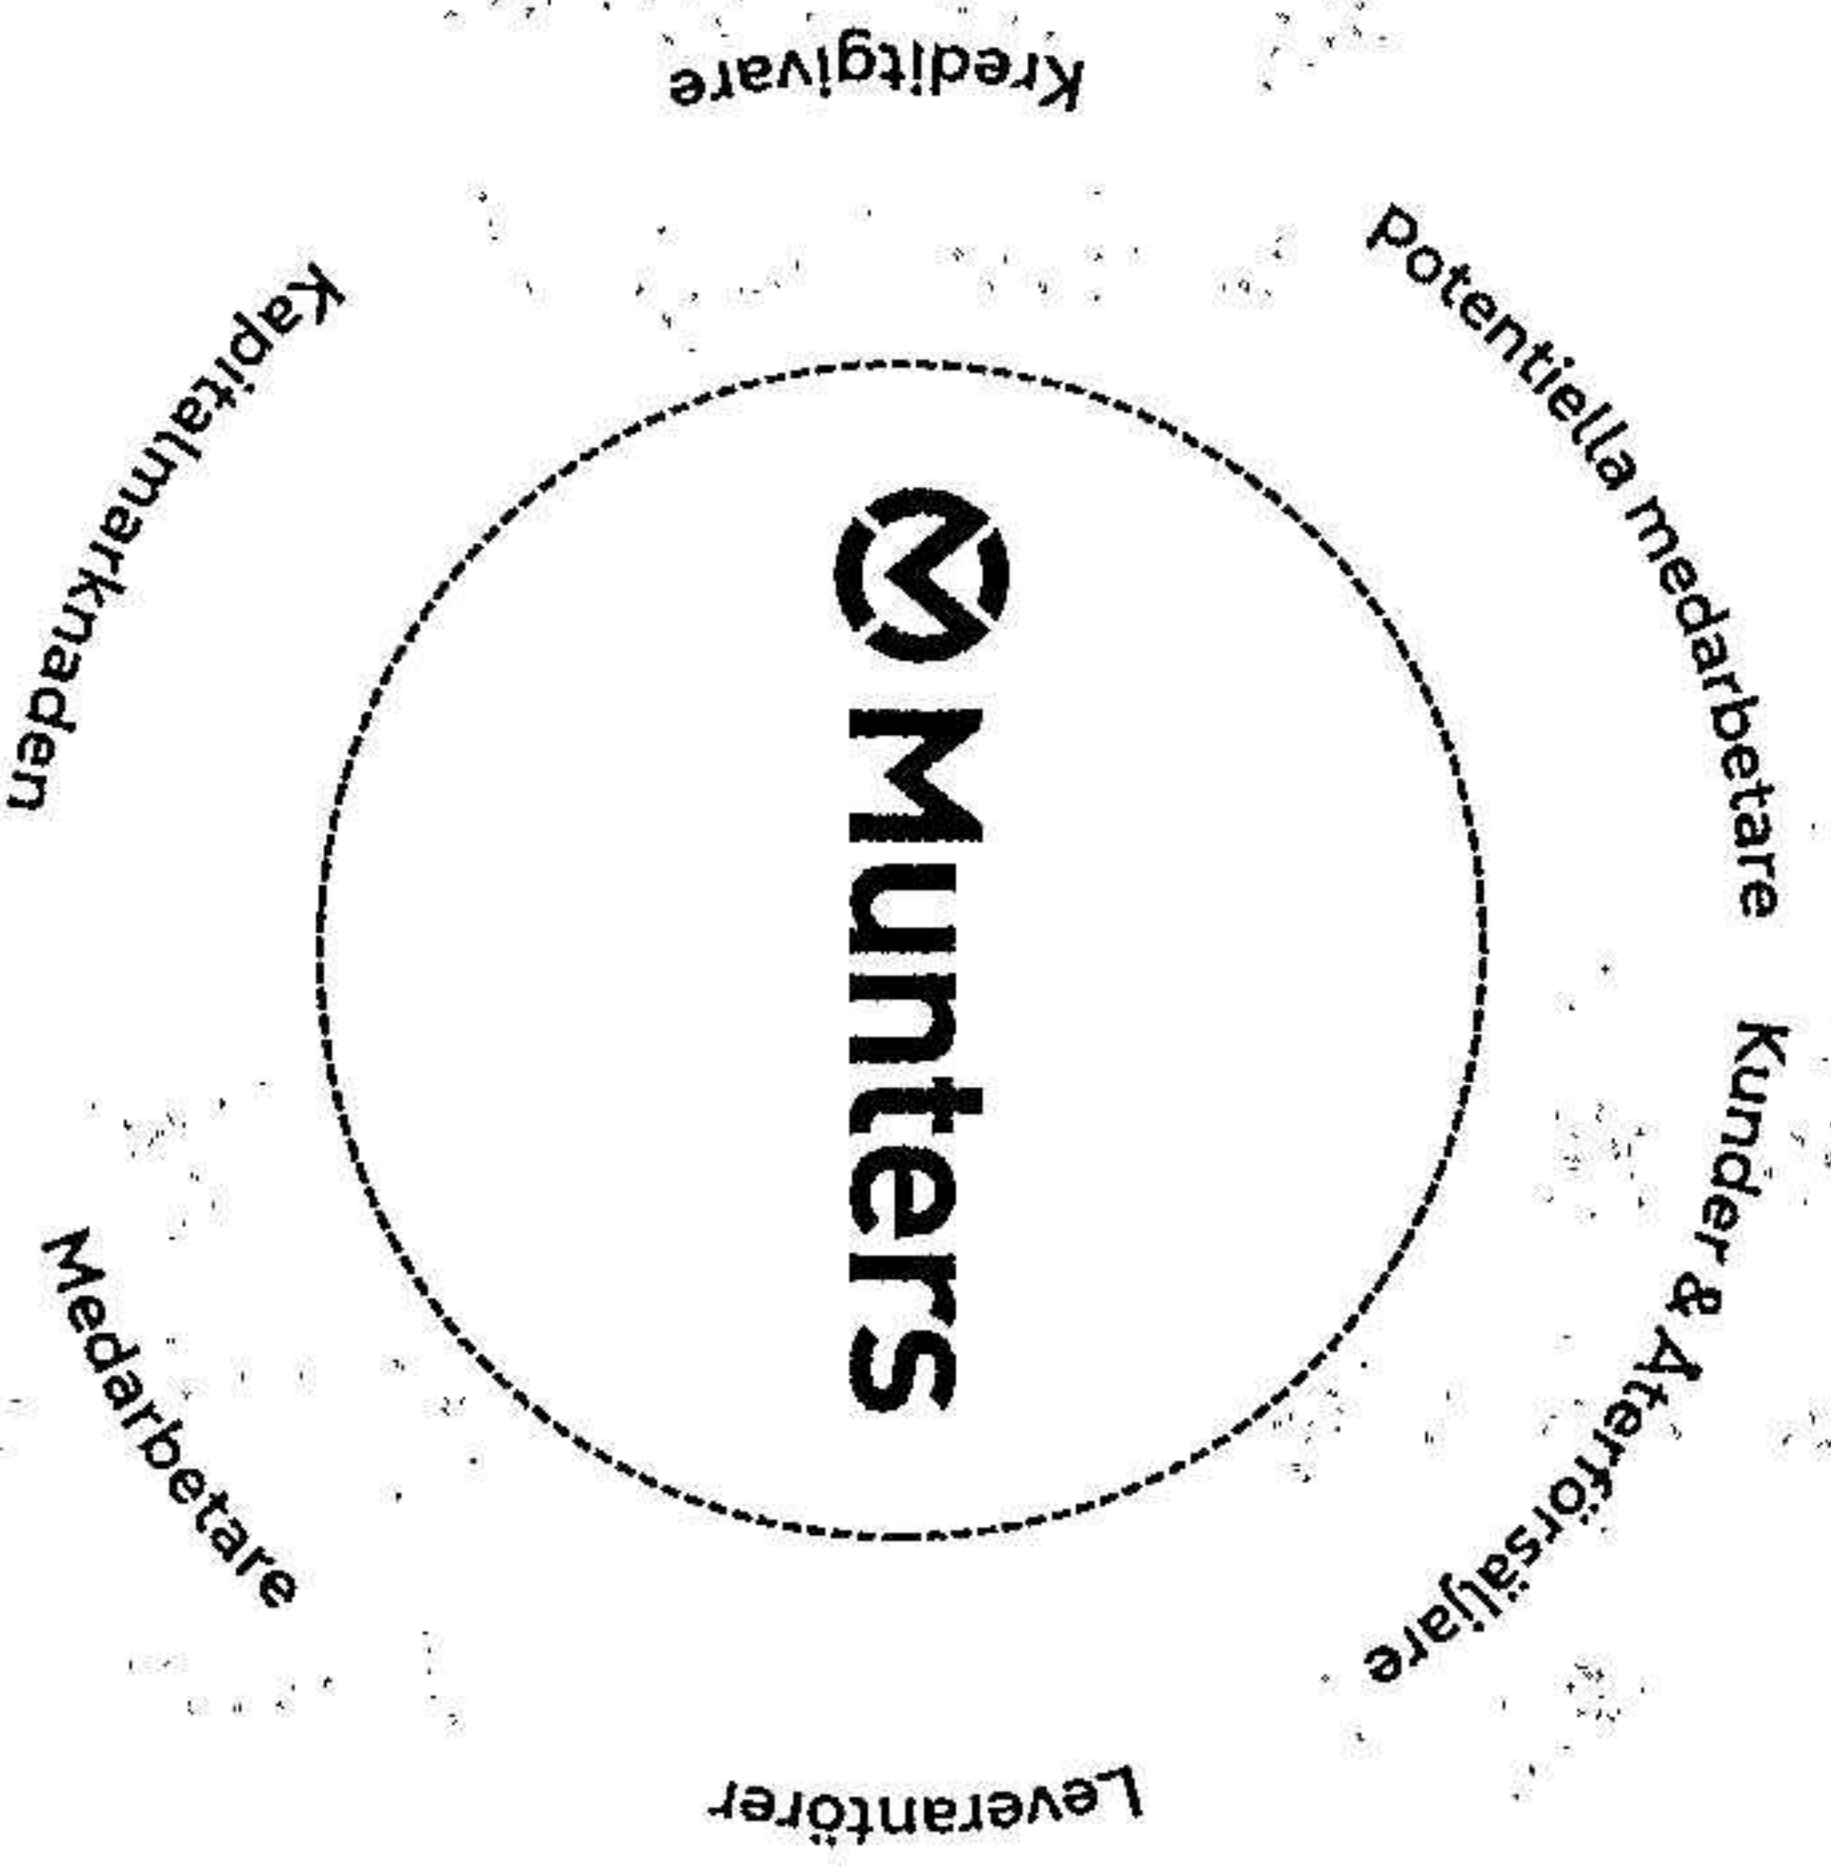 Munters
Potentiella medarbetare
Kunder & Återförsäljare
Leverantörer
Medarbetare
Kapitalmarknaden
Kreditgivare